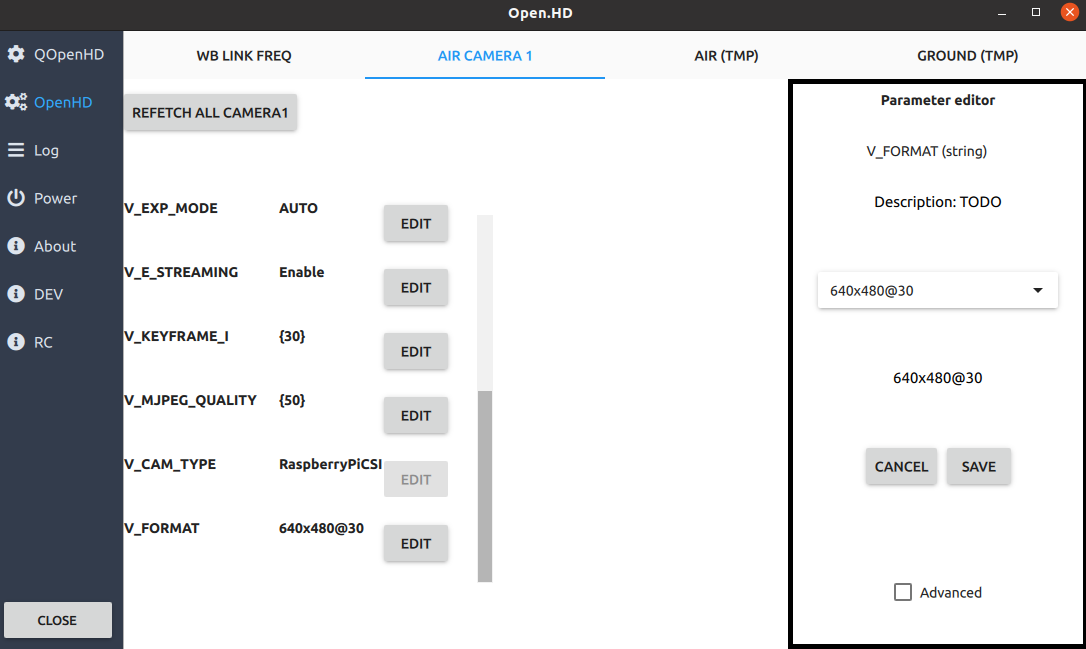 Open.HD
QOpenHD
OpenHD
Log
Power
About
DEV
RC
CLOSE
WB LINK FREQ
AIR CAMERA 1
AIR (TMP)
GROUND (TMP)
REFETCH ALL CAMERA1
V_EXP_MODE AUTO EDIT
V_E_STREAMING Enable EDIT
V_KEYFRAME_I {30} EDIT
V_MJPEG_QUALITY {50} EDIT
V_CAM_TYPE RaspberryPiCSI EDIT
V_FORMAT 640x480@30 EDIT
Parameter editor
V_FORMAT (string)
Description: TODO
640x480@30
640x480@30
CANCEL SAVE
Advanced